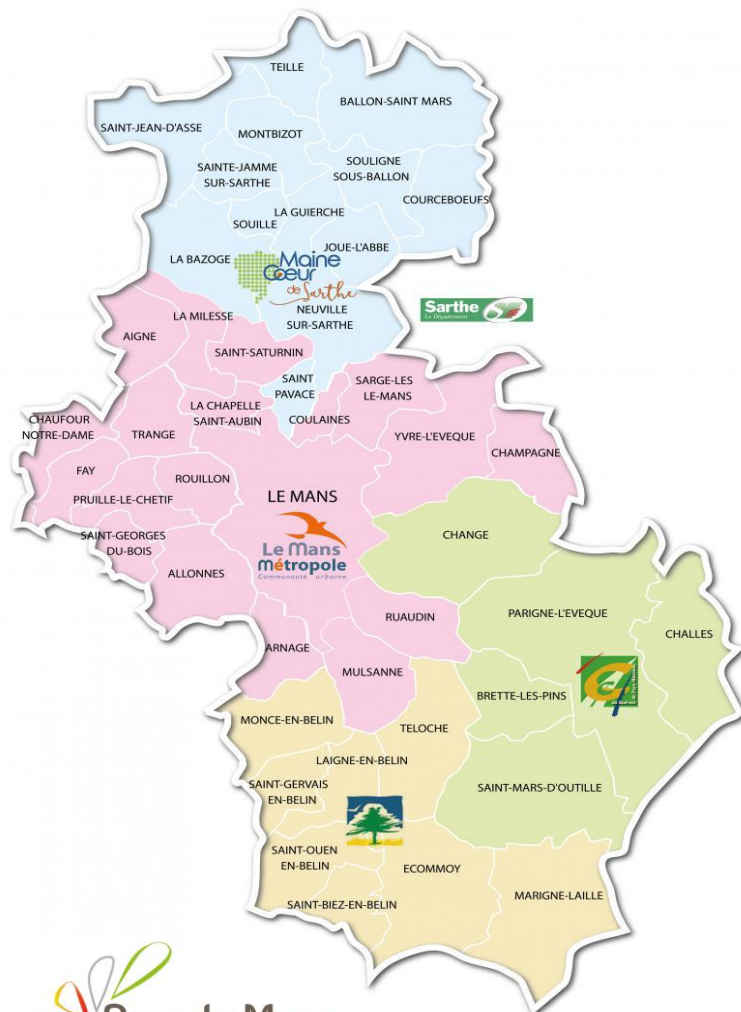 TEILLE
BALLON-SAINT MARS
SAINT-JEAN-D'ASSE
MONTBIZOT
SAINTE-JAMME
SUR-SARTHE
SOULIGNE
SOUS-BALLON
COURCEBOEUFS
LA GUIERCHE
SOUILLE
JOUE-L'ABBE
LA BAZOGE
Maine
Cœur
de Sarthe
NEUVILLE
SUR-SARTHE
Sarthe
Le Département
LA MILESSE
AIGNE
SAINT-SATURNIN
SAINT
PAVACE
SARGE-LES
LE-MANS
LA CHAPELLE
SAINT-AUBIN
COULAINES
CHAUFOUR
NOTRE-DAME
TRANGE
YVRE-L'EVEQUE
CHAMPAGNE
FAY
ROUILLON
PRUILLE-LE-CHETIF
LE MANS
SAINT-GEORGES
DU-BOIS
CHANGE
Le Mans
Métropole
Communauté urbaine
ALLONNES
RUAUDIN
PARIGNE-L'EVEQUE
CHALLES
ARNAGE
MULSANNE
BRETTE-LES-PINS
MONCE-EN-BELIN
TELOCHE
LAIGNE-EN-BELIN
SAINT-GERVAIS
EN-BELIN
SAINT-MARS-D'OUTILLE
SAINT-OUEN
EN-BELIN
ECOMMOY
MARIGNE-LAILLE
SAINT-BIEZ-EN-BELIN